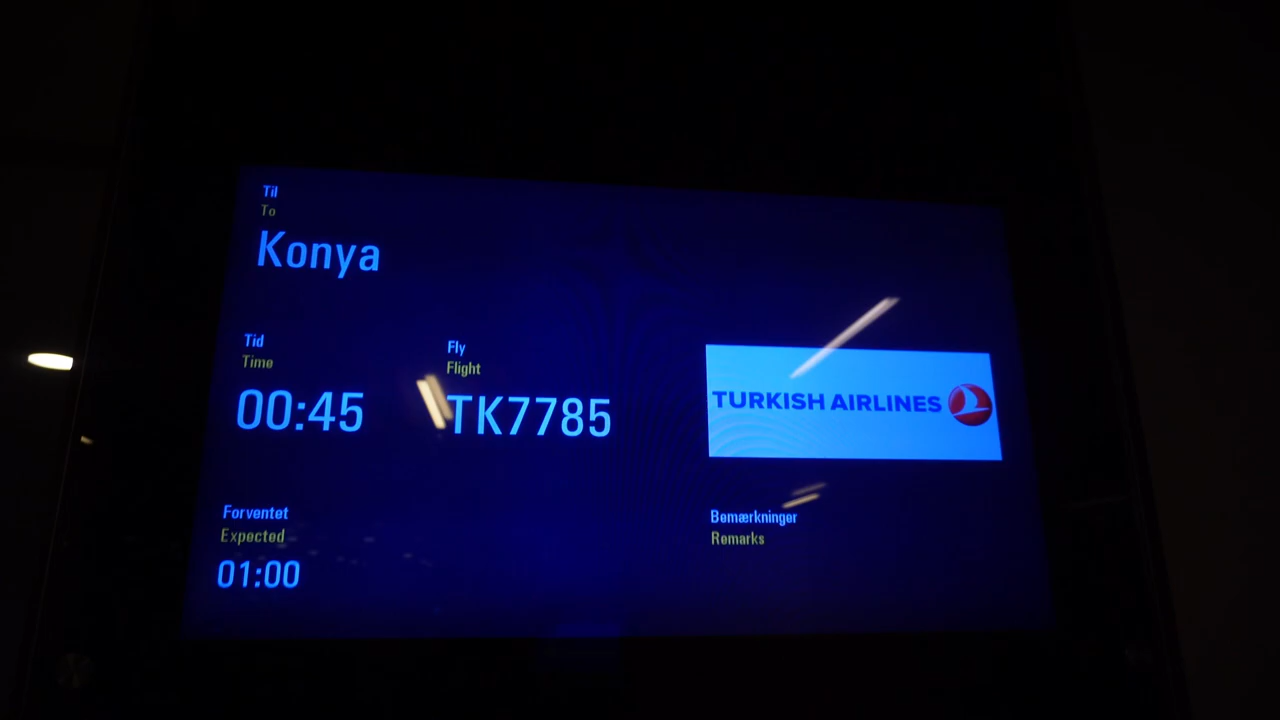 Til
To
Konya
Tid
Time
00:45
Fly
Flight
TK7785
TURKISH AIRLINES
Forventet
Expected
01:00
Bemærkninger
Remarks